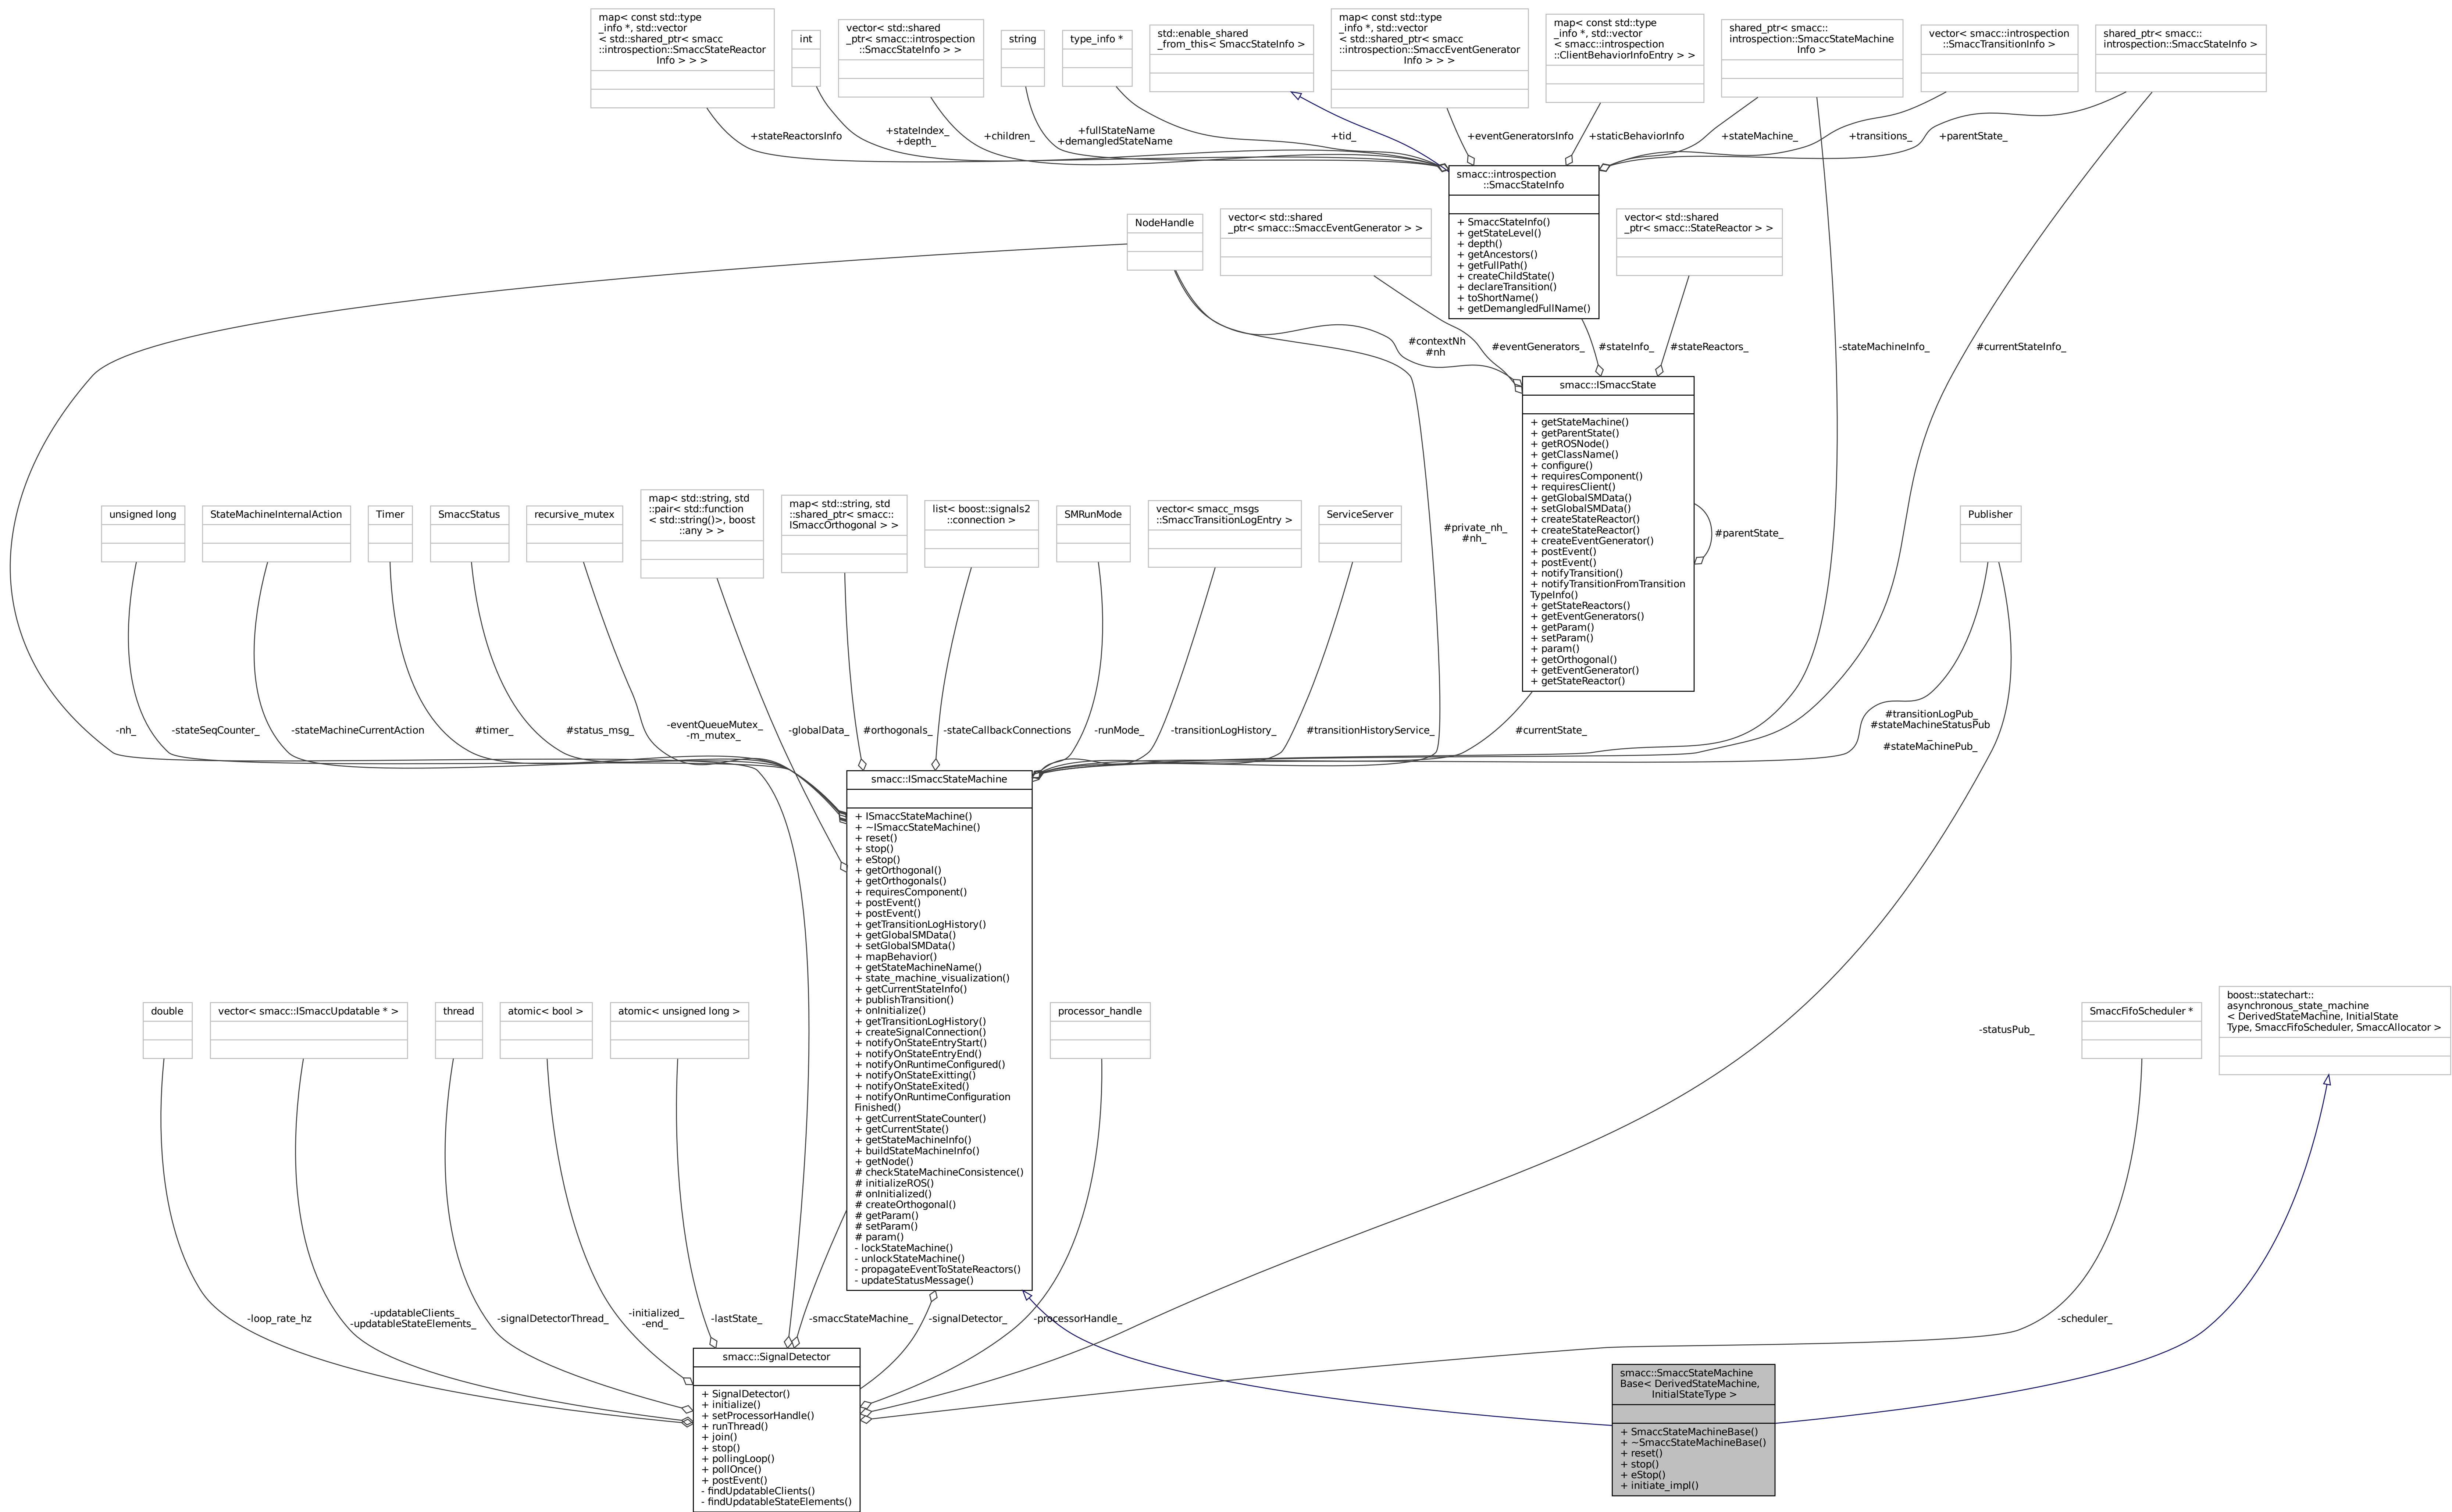 map< const std::type
_info *, std::vector
< std::shared_ptr< smacc
::introspection::SmaccStateReactor
Info > > >
int
vector< std::shared
_ptr< smacc::introspection
::SmaccStateInfo > >
string
type_info *
std::enable_shared
_from_this< SmaccStateInfo >
map< const std::type
_info *, std::vector
< std::shared_ptr< smacc
::introspection::SmaccEventGenerator
Info > > >
map< const std::type
_info *, std::vector
< smacc::introspection
::ClientBehaviorInfoEntry > >
shared_ptr< smacc::
introspection::SmaccStateMachine
Info >
vector< smacc::introspection
::SmaccTransitionInfo >
shared_ptr< smacc::
introspection::SmaccStateInfo >
+stateReactorsInfo
+stateIndex_
+depth_
+children_
+fullStateName
+demangledStateName
+tid_
+eventGeneratorsInfo
+staticBehaviorInfo
+stateMachine_
+transitions_
+parentState_
smacc::introspection
::SmaccStateInfo
+ SmaccStateInfo()
+ getStateLevel()
+ depth()
+ getAncestors()
+ getFullPath()
+ createChildState()
+ declareTransition()
+ toShortName()
+ getDemangledFullName()
NodeHandle
vector< std::shared
_ptr< smacc::SmaccEventGenerator > >
vector< std::shared
_ptr< smacc::StateReactor > >
#contextNh
#nh
#eventGenerators_
#stateInfo_
#stateReactors_
-stateMachineInfo_
#currentStateInfo_
smacc::ISmaccState
+ getStateMachine()
+ getParentState()
+ getROSNode()
+ getClassName()
+ configure()
+ requiresComponent()
+ requiresClient()
+ getGlobalSMData()
+ setGlobalSMData()
+ createStateReactor()
+ createStateReactor()
+ createEventGenerator()
+ postEvent()
+ postEvent()
+ notifyTransition()
+ notifyTransitionFromTransition
TypeInfo()
+ getStateReactors()
+ getEventGenerators()
+ getParam()
+ setParam()
+ param()
+ getOrthogonal()
+ getEventGenerator()
+ getStateReactor()
#parentState_
unsigned long
StateMachineInternalAction
Timer
SmaccStatus
recursive_mutex
map< std::string, std
::pair< std::function
< std::string()>, boost
::any > >
map< std::string, std
::shared_ptr< smacc::
ISmaccOrthogonal > >
list< boost::signals2
::connection >
SMRunMode
vector< smacc_msgs
::SmaccTransitionLogEntry >
ServiceServer
#private_nh_
#nh_
Publisher
-nh_
-stateSeqCounter_
-stateMachineCurrentAction
#timer_
#status_msg_
-eventQueueMutex_
-m_mutex_
-globalData_
#orthogonals_
-stateCallbackConnections
-runMode_
-transitionLogHistory_
#transitionHistoryService_
#currentState_
#transitionLogPub_
#stateMachineStatusPub
_
#stateMachinePub_
smacc::ISmaccStateMachine
+ ISmaccStateMachine()
+ ~ISmaccStateMachine()
+ reset()
+ stop()
+ eStop()
+ getOrthogonal()
+ getOrthogonals()
+ requiresComponent()
+ postEvent()
+ postEvent()
+ getTransitionLogHistory()
+ getGlobalSMData()
+ setGlobalSMData()
+ mapBehavior()
+ getStateMachineName()
+ state_machine_visualization()
+ getCurrentStateInfo()
+ publishTransition()
+ onInitialize()
+ getTransitionLogHistory()
+ createSignalConnection()
+ notifyOnStateEntryStart()
+ notifyOnStateEntryEnd()
+ notifyOnRuntimeConfigured()
+ notifyOnStateExitting()
+ notifyOnStateExited()
+ notifyOnRuntimeConfiguration
Finished()
+ getCurrentStateCounter()
+ getCurrentState()
+ getStateMachineInfo()
+ buildStateMachineInfo()
+ getNode()
# checkStateMachineConsistence()
# initializeROS()
# onInitialized()
# createOrthogonal()
# getParam()
# setParam()
# param()
- lockStateMachine()
- unlockStateMachine()
- propagateEventToStateReactors()
- updateStatusMessage()
double
vector< smacc::ISmaccUpdatable * >
thread
atomic< bool >
atomic< unsigned long >
processor_handle
-statusPub_
SmaccFifoScheduler *
boost::statechart::
asynchronous_state_machine
< DerivedStateMachine, InitialState
Type, SmaccFifoScheduler, SmaccAllocator >
-loop_rate_hz
-updatableClients_
-updatableStateElements_
-signalDetectorThread_
-initialized_
-end_
-lastState_
-smaccStateMachine_
-signalDetector_
-processorHandle_
-scheduler_
smacc::SignalDetector
+ SignalDetector()
+ initialize()
+ setProcessorHandle()
+ runThread()
+ join()
+ stop()
+ pollingLoop()
+ pollOnce()
+ postEvent()
- findUpdatableClients()
- findUpdatableStateElements()
smacc::SmaccStateMachine
Base< DerivedStateMachine,
InitialStateType >
+ SmaccStateMachineBase()
+ ~SmaccStateMachineBase()
+ reset()
+ stop()
+ eStop()
+ initiate_impl()